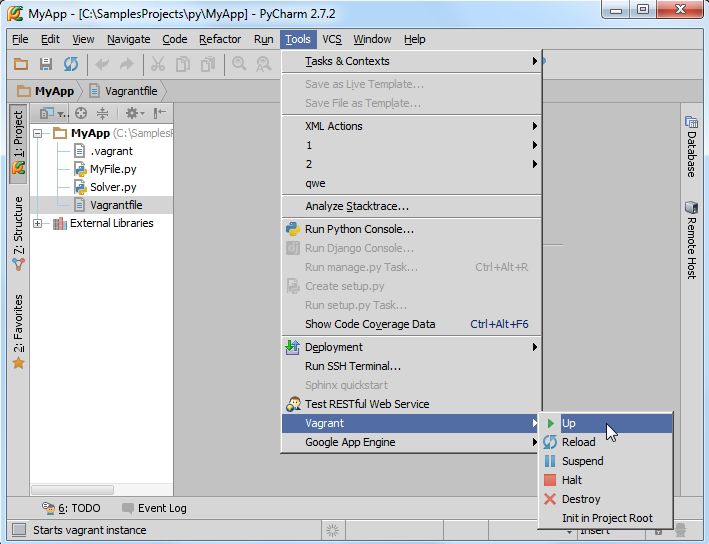 MyApp - [C:\SamplesProjects\py\MyApp] - PyCharm 2.7.2
File Edit View Navigate Code Refactor Run Tools VCS Window Help
MyApp Vagrantfile
1: Project
7: Structure
2: Favorites
MyApp (C:\SamplesP
.vagrant
MyFile.py
Solver.py
Vagrantfile
External Libraries
Tasks & Contexts
Save as Live Template...
Save File as Template...
XML Actions
1
2
qwe
Analyze Stacktrace...
Run Python Console...
Run Django Console...
Run manage.py Task... Ctrl+Alt+R
Create setup.py
Run setup.py Task...
Show Code Coverage Data Ctrl+Alt+F6
Deployment
Run SSH Terminal...
Sphinx quickstart
Test RESTful Web Service
Vagrant
Google App Engine
Up
Reload
Suspend
Halt
Destroy
Init in Project Root
Database
Remote Host
6: TODO Event Log
Starts vagrant instance
Insert